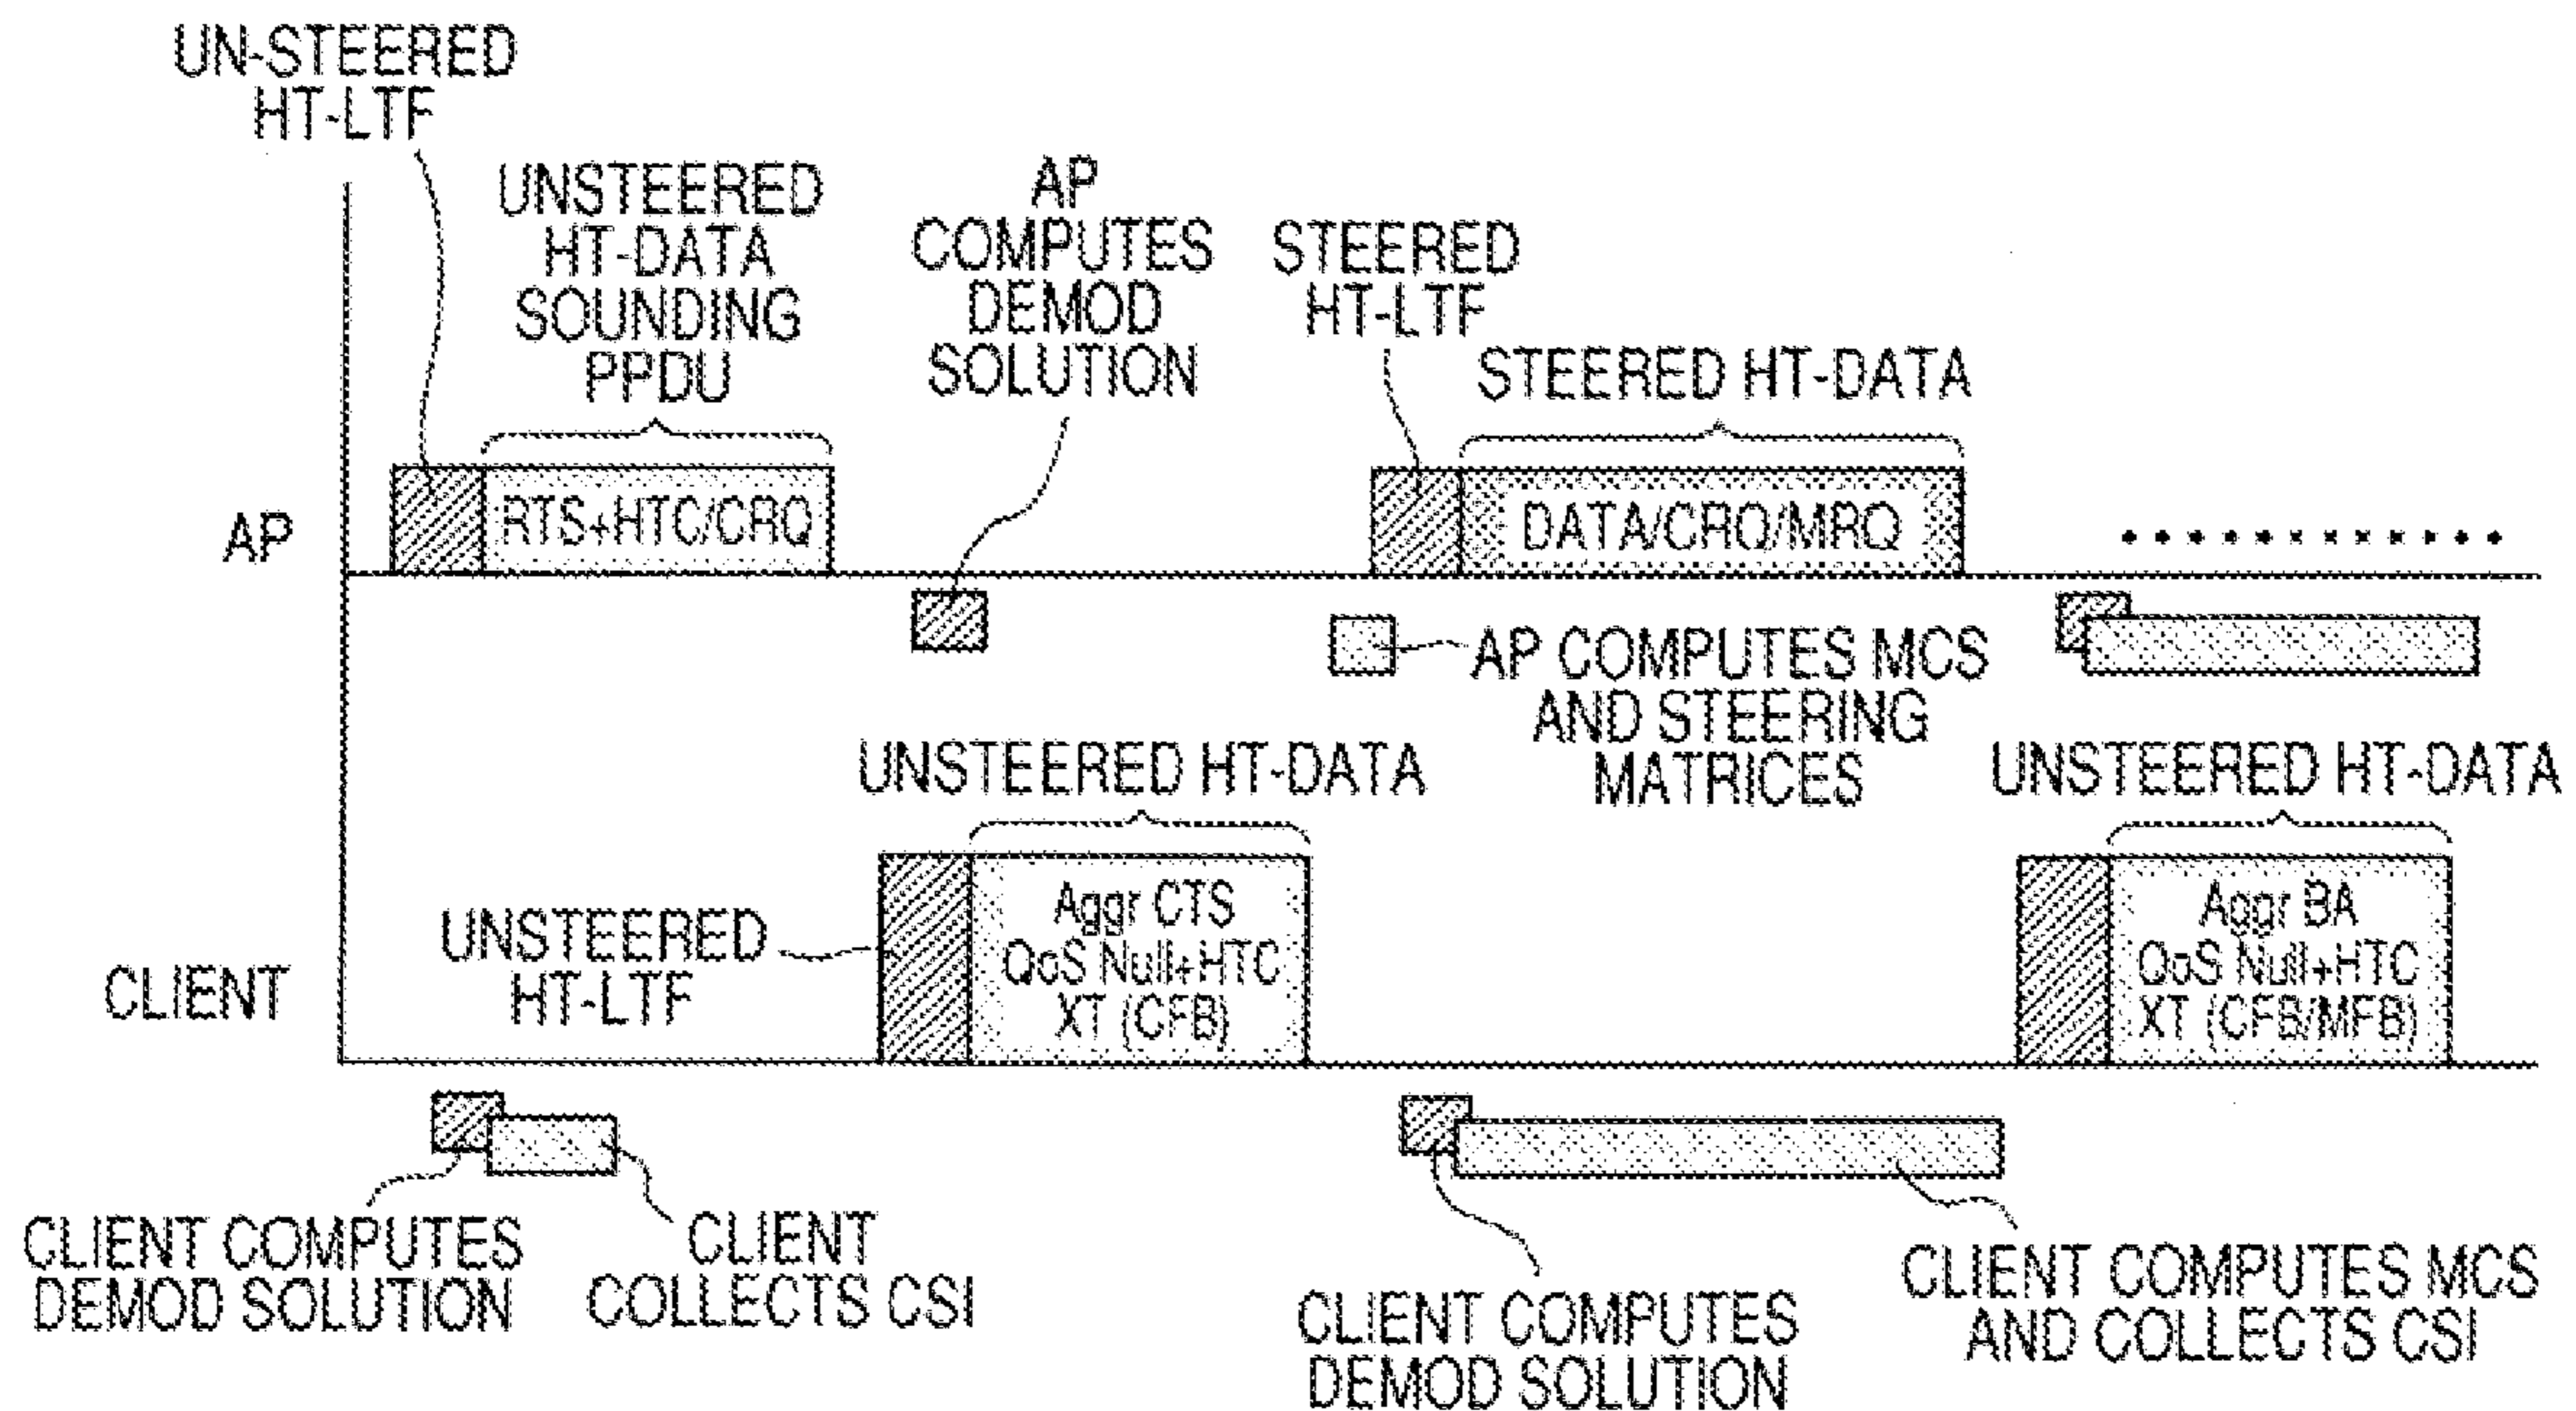 UN-STEERED
HT-LTF
UNSTEERED
HT-DATA
SOUNDING
PPDU
AP
COMPUTES
DEMOD
SOLUTION
STEERED
HT-LTF
STEERED HT-DATA
AP
RTS+HTC/CRQ
DATA/CRQ/MRQ
AP COMPUTES MCS
AND STEERING
MATRICES
UNSTEERED HT-DATA
UNSTEERED HT-DATA
CLIENT
UNSTEERED
HT-LTF
Aggr CTS
QoS Null+HTC
XT (CFB)
Aggr BA
QoS Null+HTC
XT (CFB/MFB)
CLIENT COMPUTES
DEMOD SOLUTION
CLIENT
COLLECTS CSI
CLIENT COMPUTES
DEMOD SOLUTION
CLIENT COMPUTES MCS
AND COLLECTS CSI